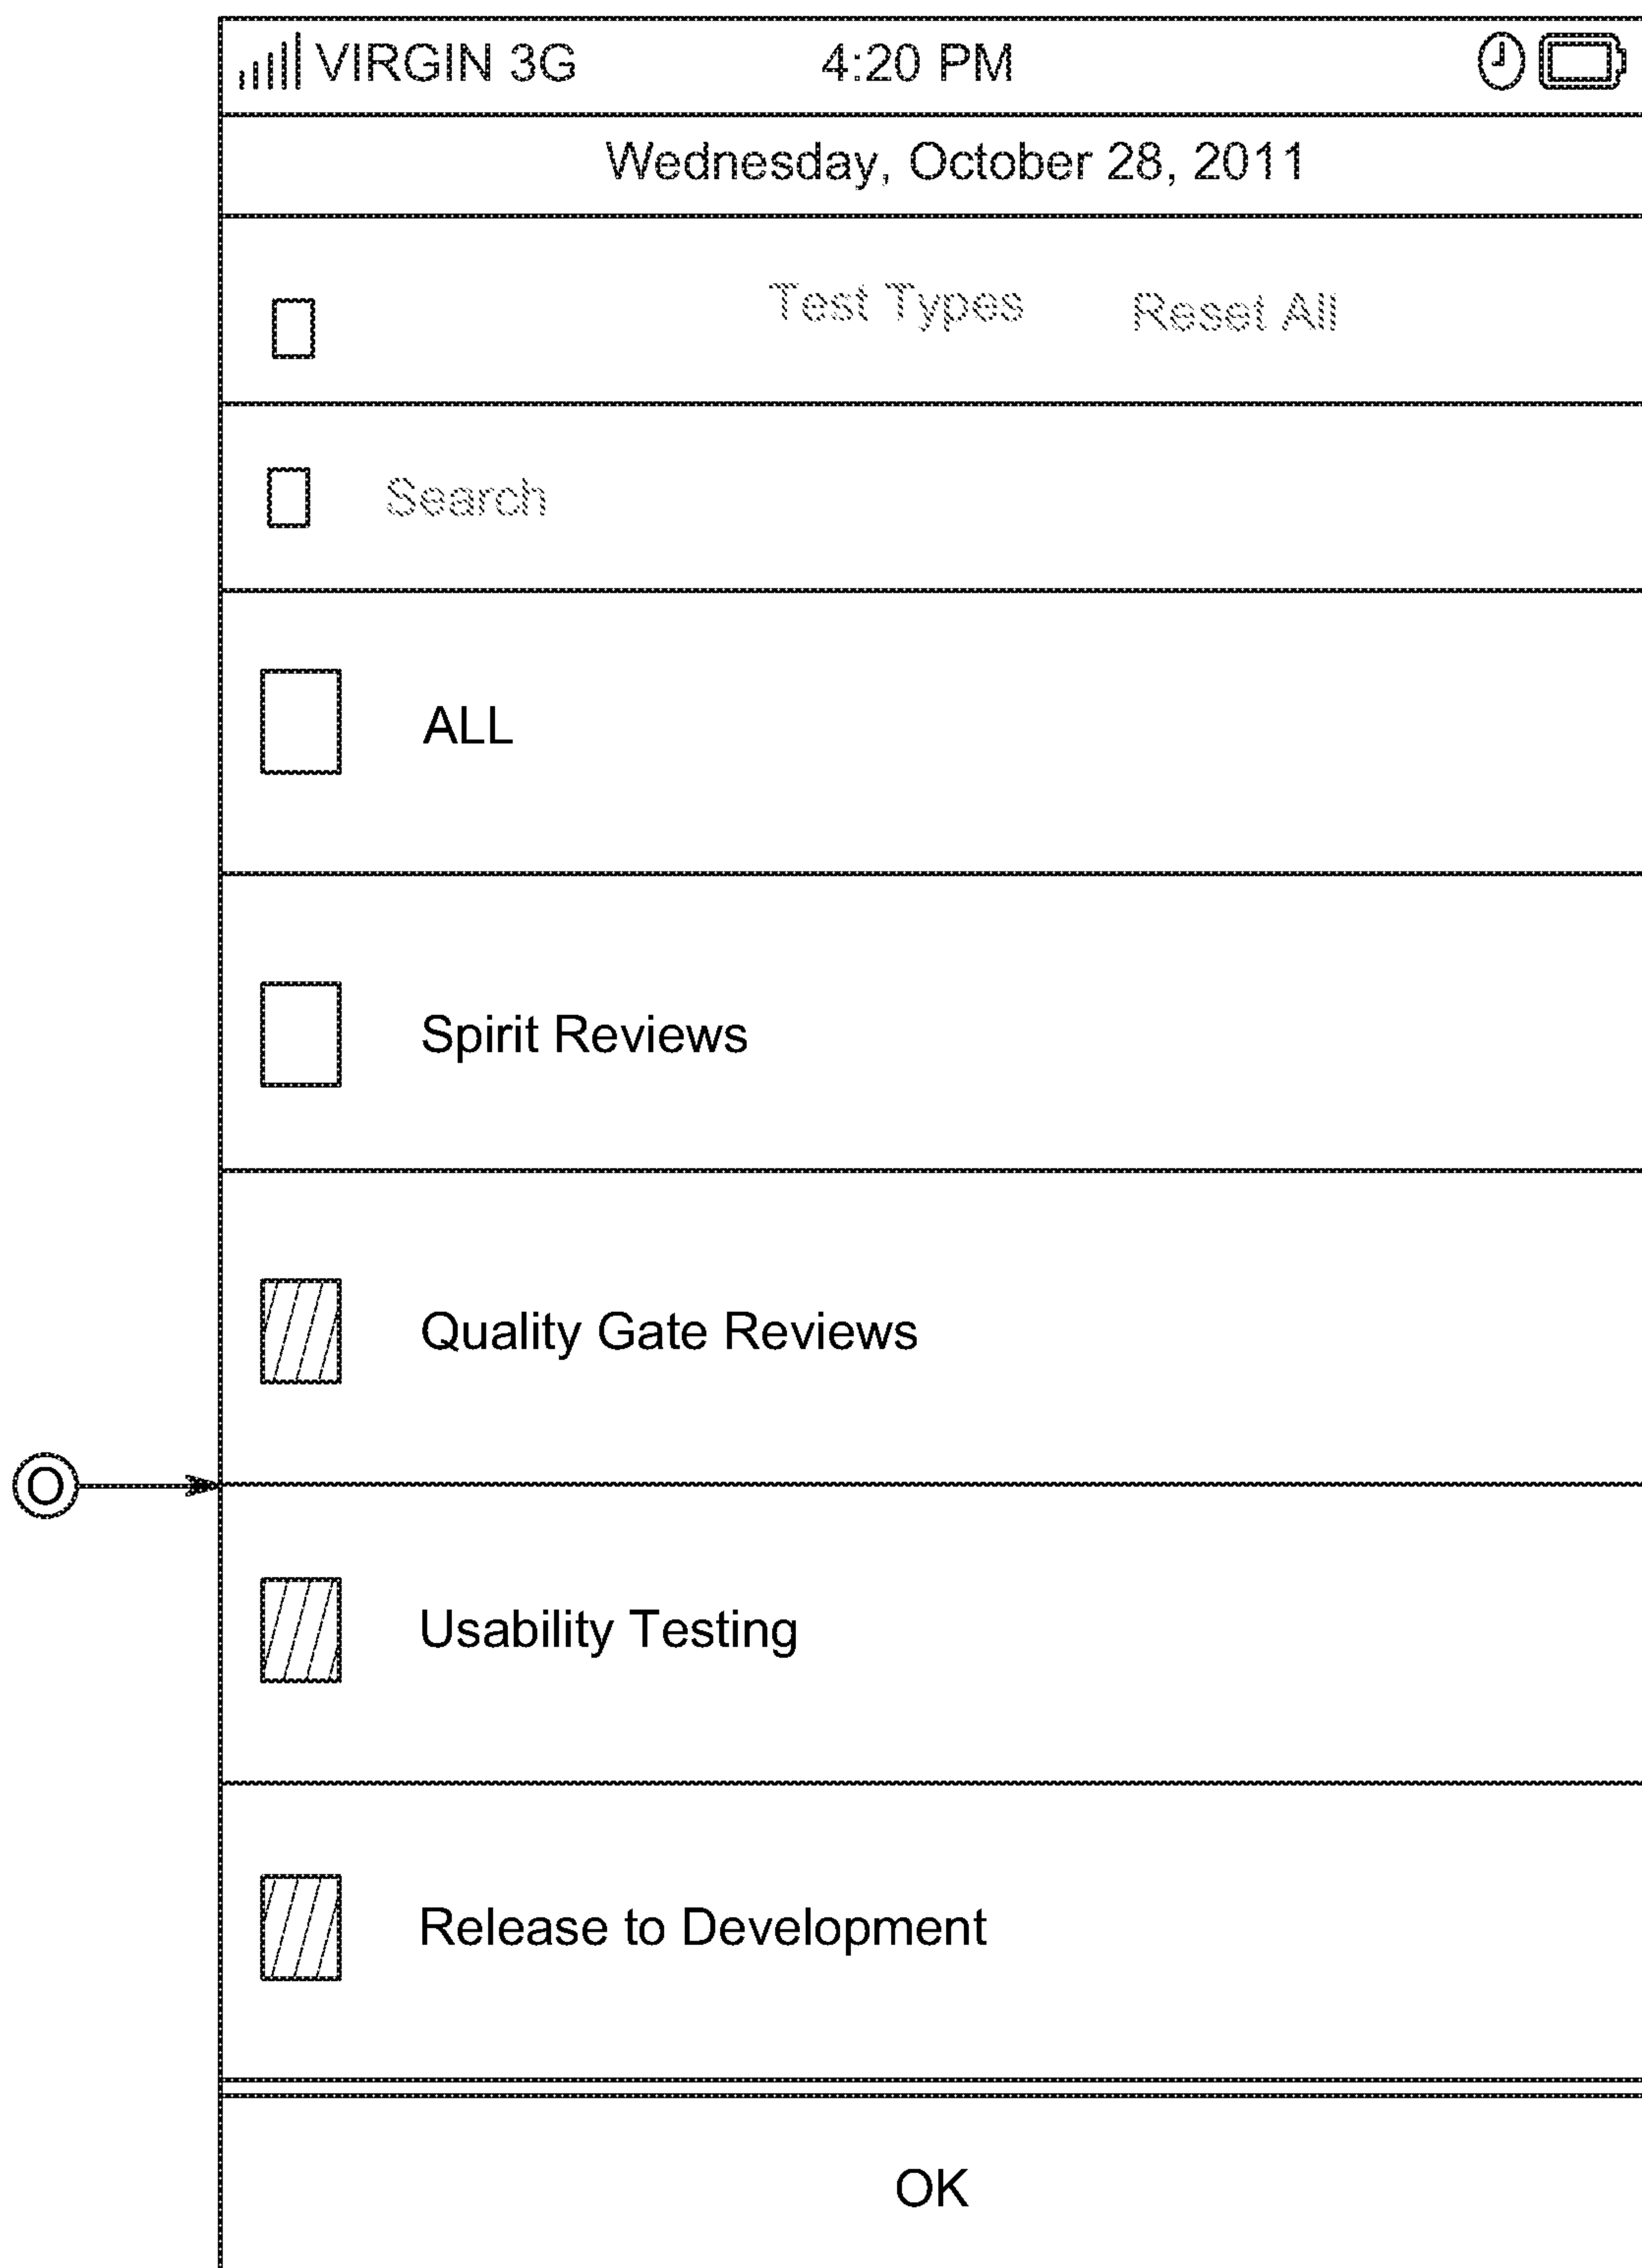 VIRGIN 3G 4:20 PM
Wednesday, October 28, 2011
Test Types Reset All
Search
ALL
Spirit Reviews
Quality Gate Reviews
O
Usability Testing
Release to Development
OK